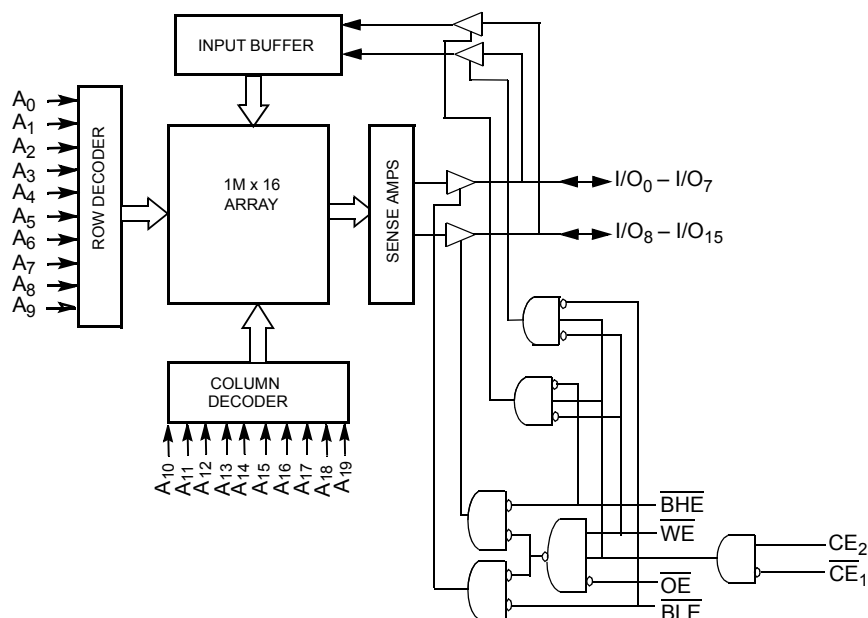 INPUT BUFFER
A0
A1
A2
A3
A4
A5
A6
A7
A8
A9
ROW DECODER
1M x 16
ARRAY
SENSE AMPS
I/O0 – I/O7
I/O8 – I/O15
COLUMN
DECODER
A10
A11
A12
A13
A14
A15
A16
A17
A18
A19
BHE
WE
OE
BLE
CE2
CE1